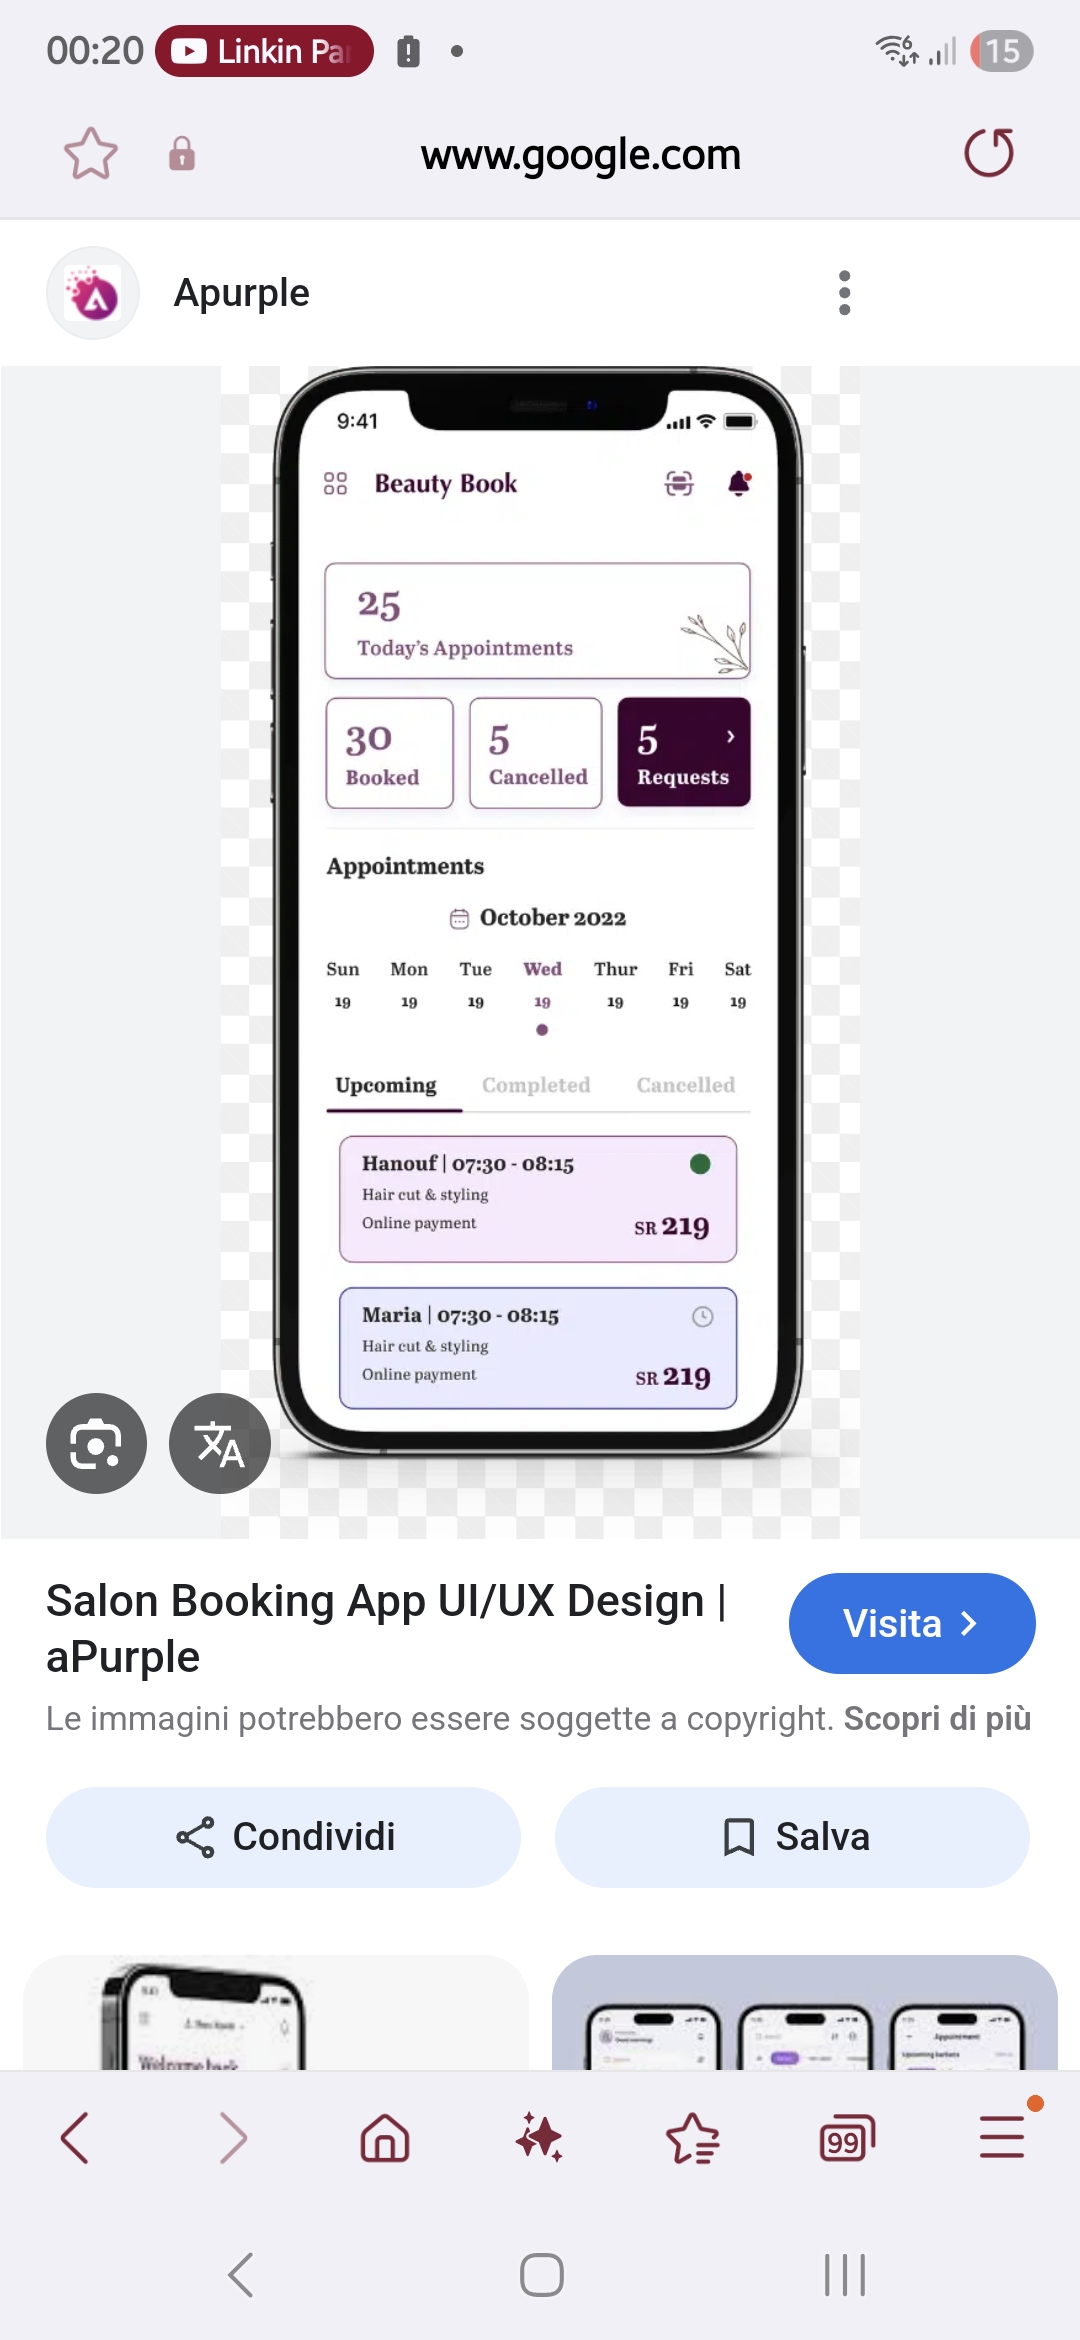 00:20 Linkin Pa 15
www.google.com
Apurple
9:41
Beauty Book
25
Today's Appointments
30
Booked
5
Cancelled
5
Requests
Appointments
October 2022
Sun Mon Tue Wed Thur Fri Sat
19 19 19 19 19 19 19
Upcoming Completed Cancelled
Hanouf | 07:30 - 08:15
Hair cut & styling
Online payment
SR 219
Maria | 07:30 - 08:15
Hair cut & styling
Online payment
SR 219
Salon Booking App UI/UX Design |
aPurple
Visita
Le immagini potrebbero essere soggette a copyright. Scopri di più
Condividi
Salva
Welcome back
Appointment
99